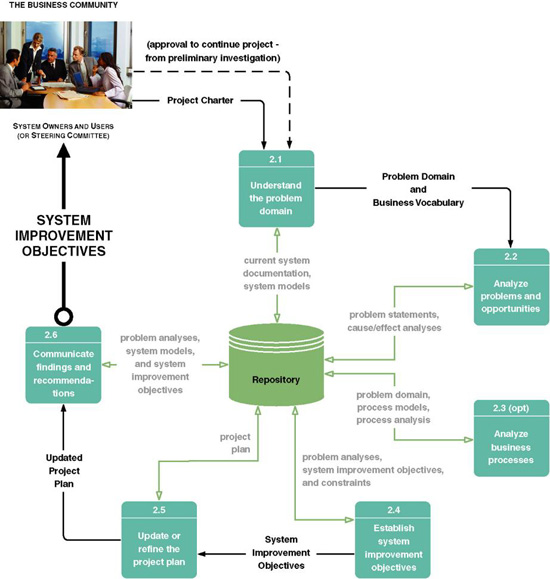 THE BUSINESS COMMUNITY
(approval to continue project -
from preliminary investigation)
Project Charter
SYSTEM OWNERS AND USERS
(OR STEERING COMMITTEE)
2.1
Understand
the problem
domain
Problem Domain
and
Business Vocabulary
SYSTEM
IMPROVEMENT
OBJECTIVES
current system
documentation,
system models
2.2
Analyze
problems and
opportunities
problem statements,
cause/effect analyses
2.6
Communicate
findings and
recommenda-
tions
problem analyses,
system models,
and system
improvement
objectives
Repository
problem domain,
process models,
process analysis
2.3 (opt)
Analyze
business
processes
project
plan
problem analyses,
system improvement objectives,
and constraints
Updated
Project
Plan
2.5
Update or
refine the
project plan
System
Improvement
Objectives
2.4
Establish
system
improvement
objectives